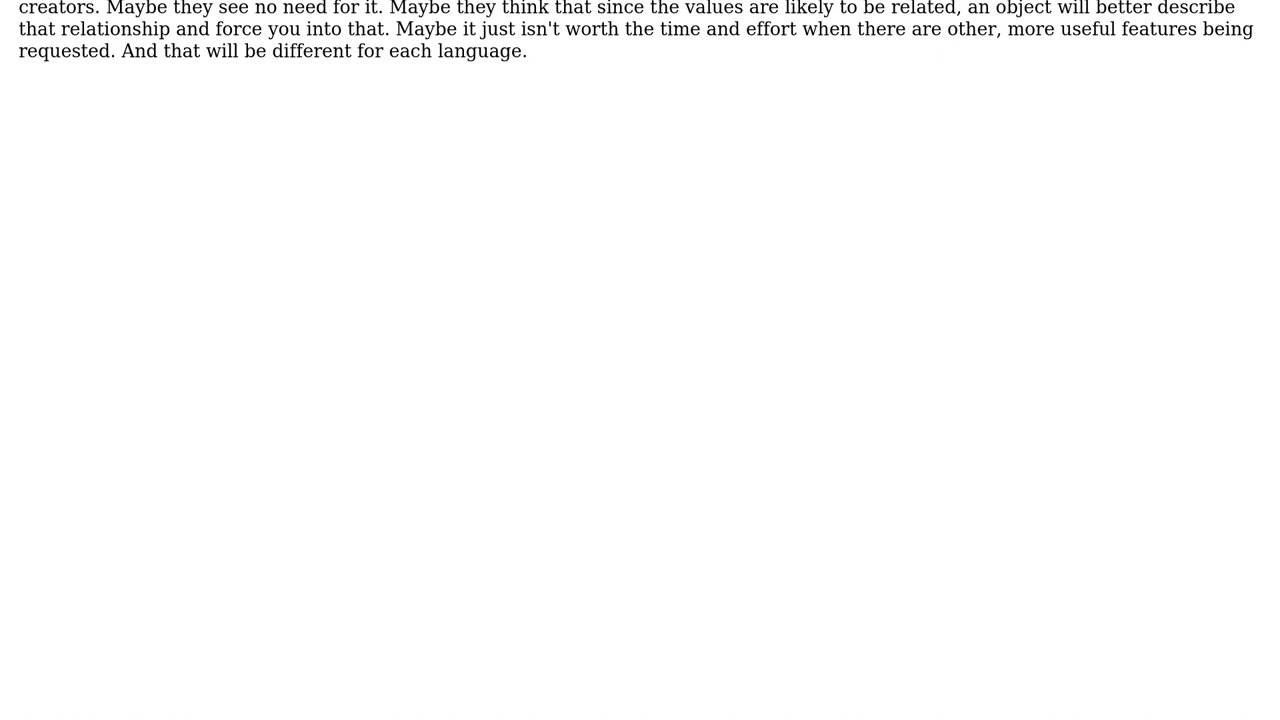 creators. Maybe they see no need for it. Maybe they think that since the values are likely to be related, an object will better describe
that relationship and force you into that. Maybe it just isn't worth the time and effort when there are other, more useful features being
requested. And that will be different for each language.